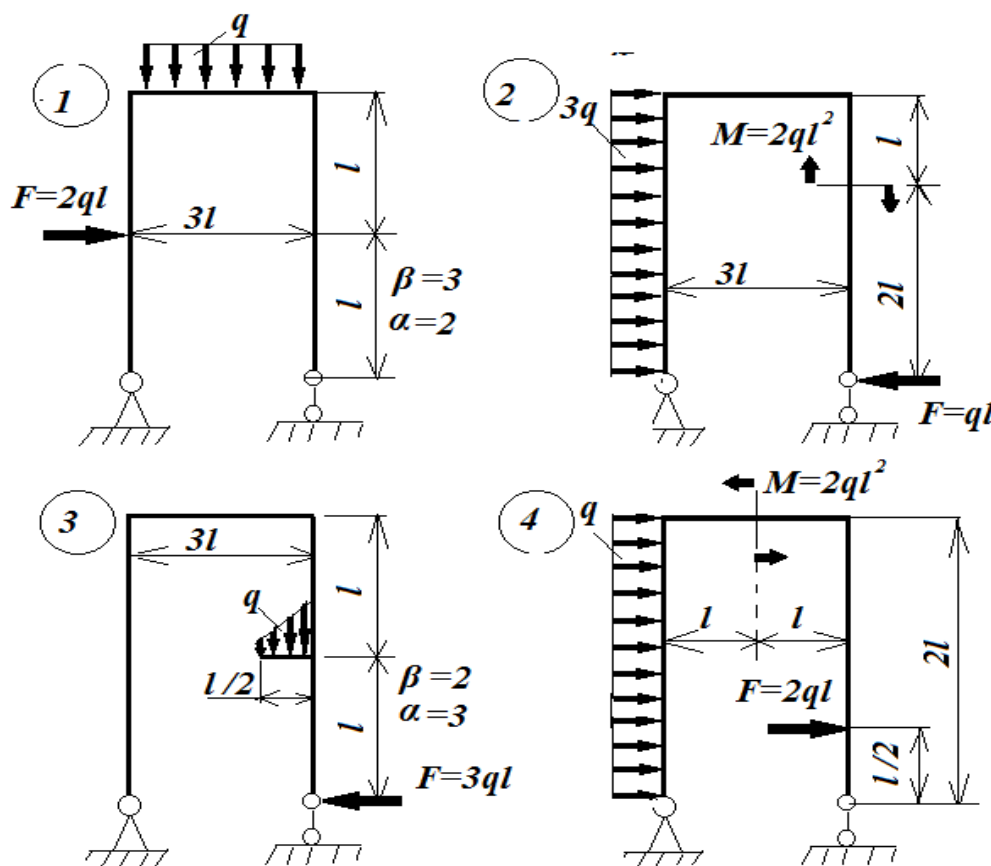 1
q
F=2ql
3l
l
l
β=3
α=2
2
3q
M=2ql²
l
3l
2l
F=ql
3
3l
q
l
l/2
l
β=2
α=3
F=3ql
4
q
M=2ql²
l
l
2l
F=2ql
l/2